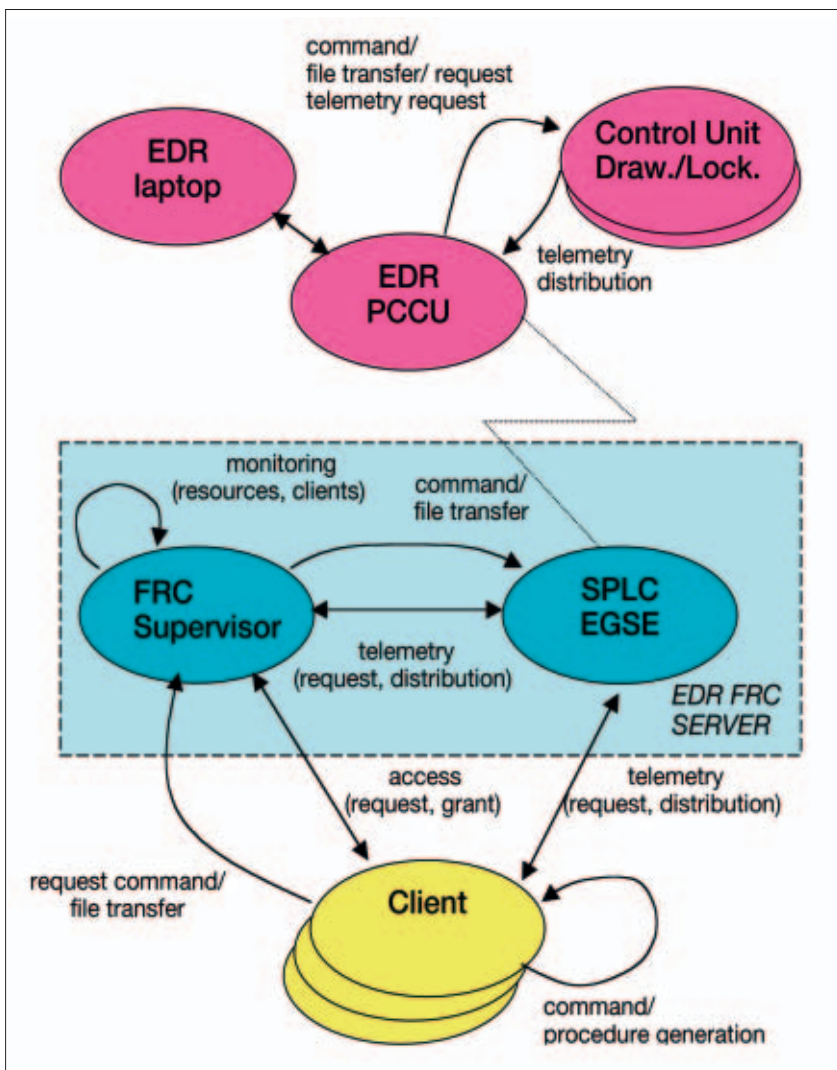 command/
file transfer/ request
telemetry request
Control Unit
Draw./Lock.
EDR
laptop
telemetry
distribution
EDR
PCCU
monitoring
(resources, clients)
command/
file transfer
FRC
Supervisor
SPLC
EGSE
telemetry
(request, distribution)
EDR FRC
SERVER
access
(request, grant)
telemetry
(request, distribution)
request command/
file transfer
Client
command/
procedure generation